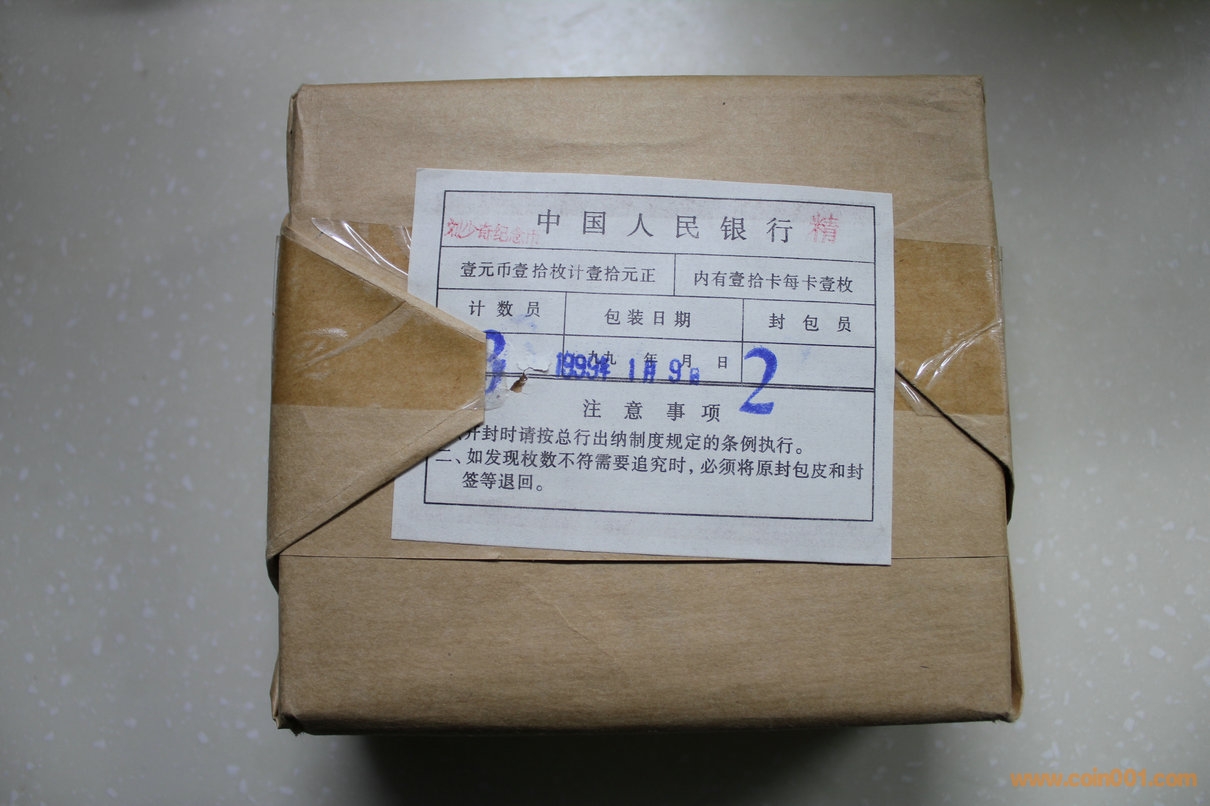 刘少奇纪念币 中国人民银行 精
壹元币壹拾枚计壹拾元正 内有壹拾卡每卡壹枚
计数员 包装日期 封包员
九九 年 月 日
3 1999年 1月 9日 2
注意事项
、开封时请按总行出纳制度规定的条例执行。
二、如发现枚数不符需要追究时，必须将原封包皮和封
签等退回。
www.coin001.com